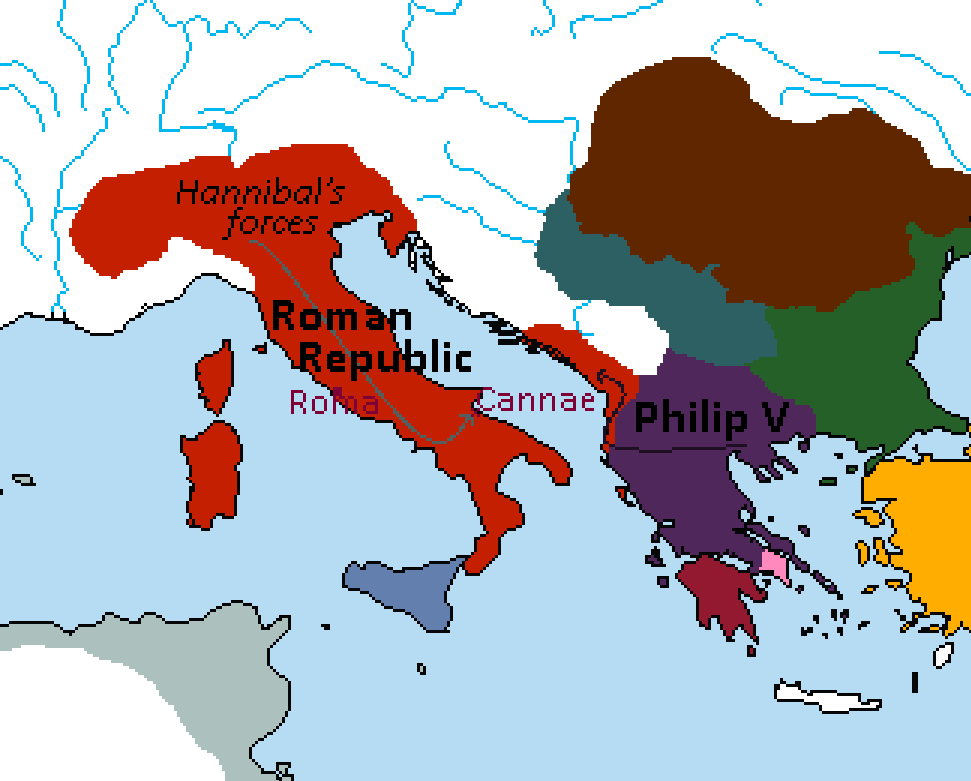 Hannibal's
forces
Roman
Republic
Roma
Cannae
Philip V